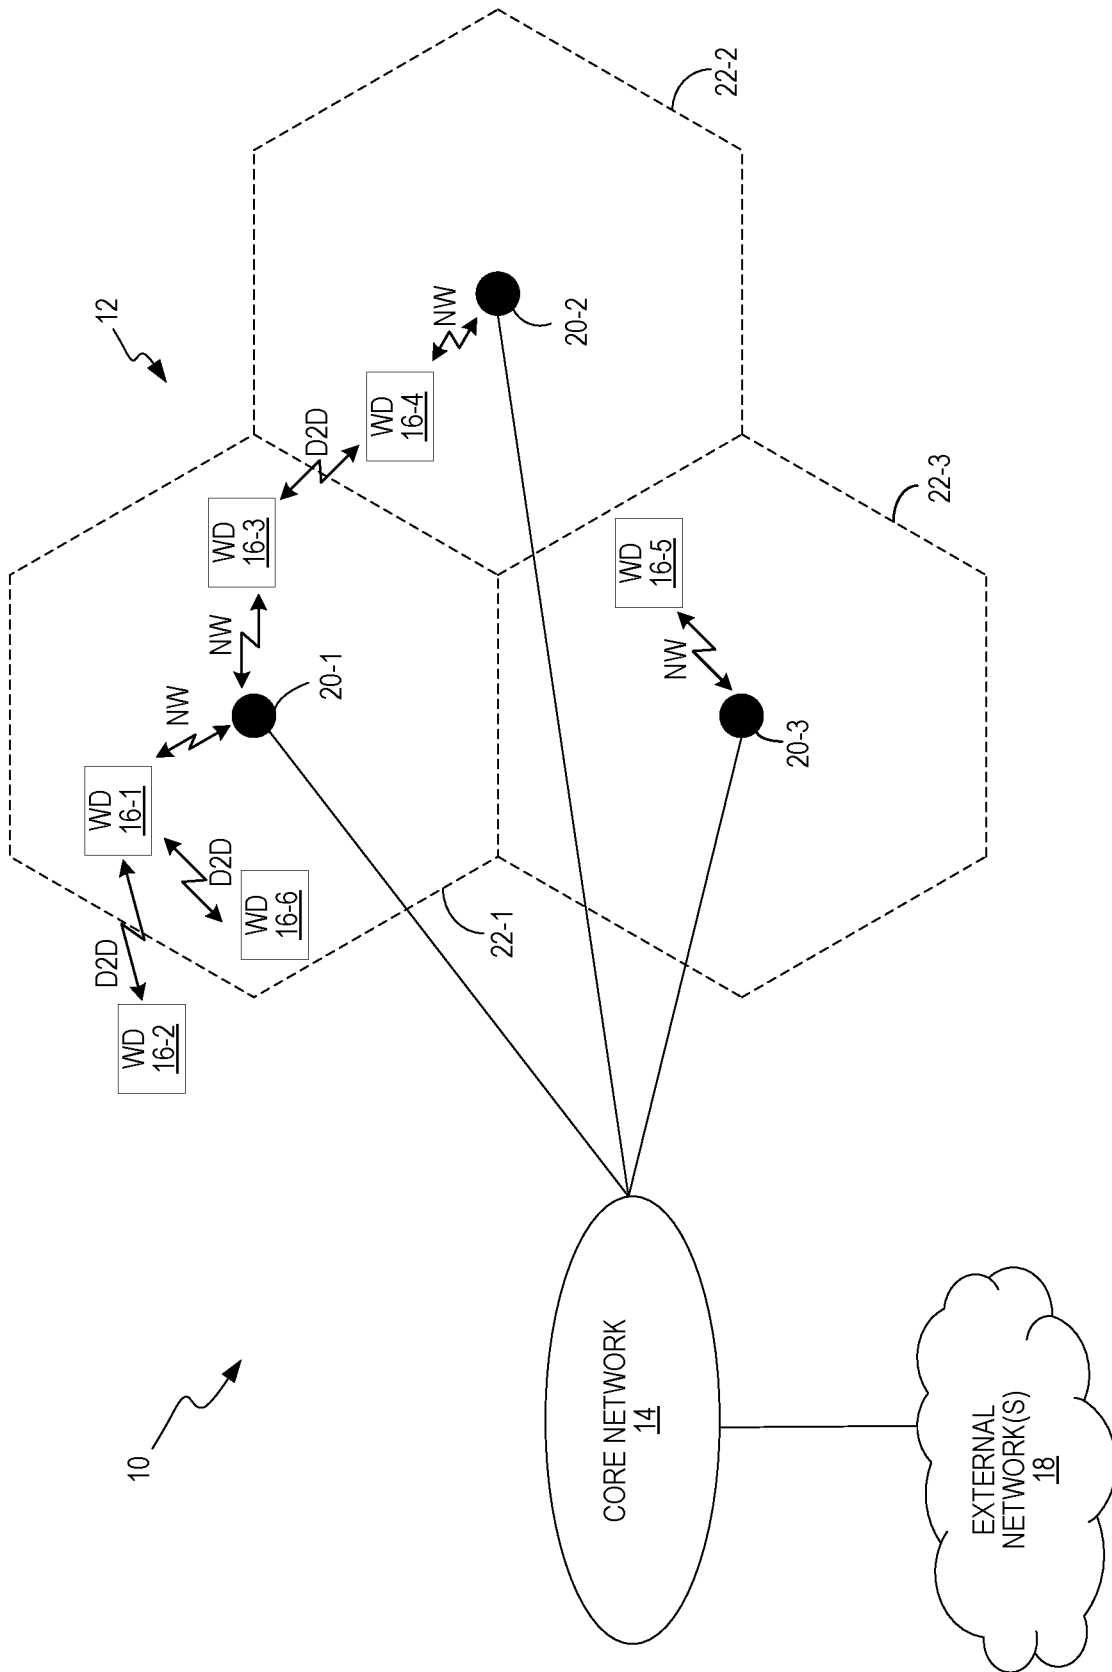 10
12
D2D
WD
16-2
WD
16-1
D2D
WD
16-6
NW
20-1
NW
WD
16-3
D2D
WD
16-4
NW
20-2
22-2
22-1
WD
16-5
NW
20-3
22-3
CORE NETWORK
14
EXTERNAL
NETWORK(S)
18